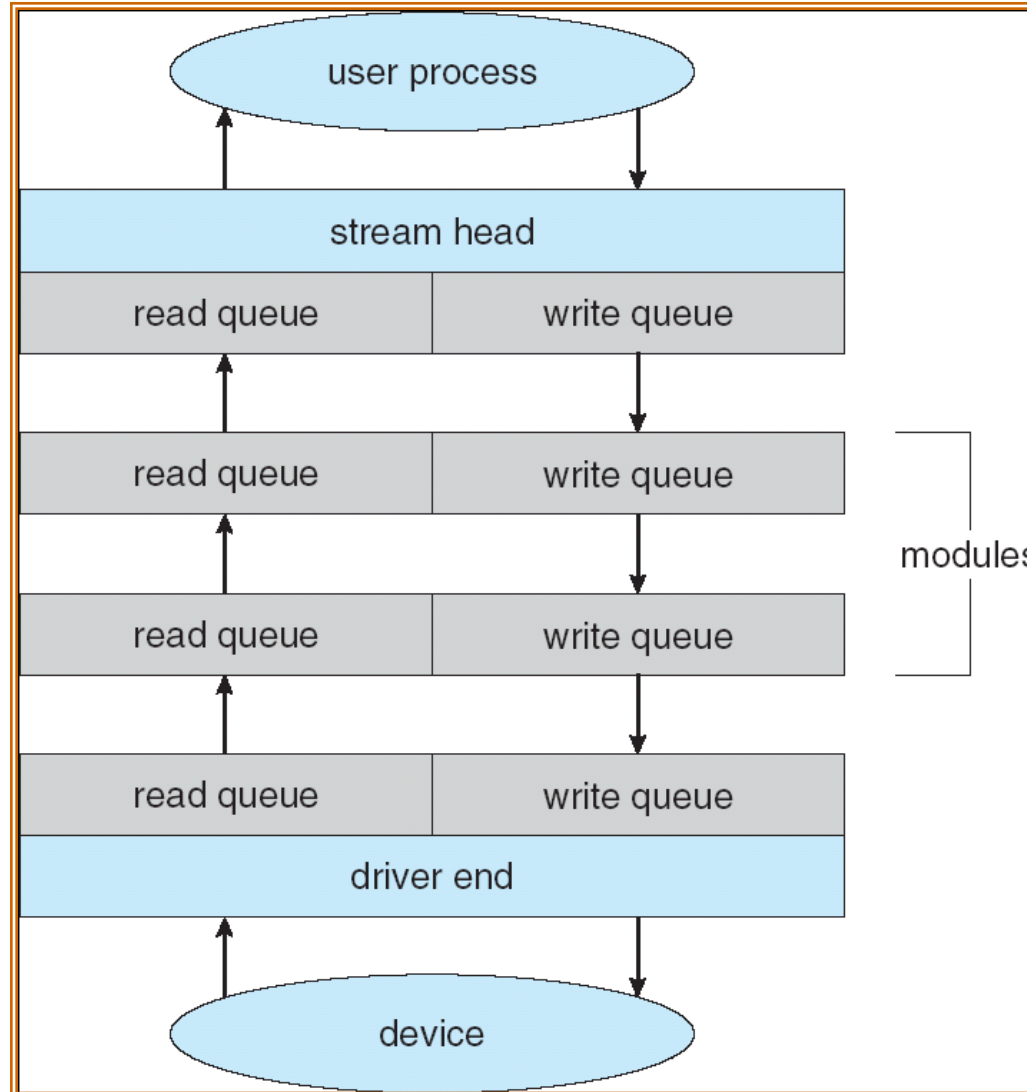 user process
stream head
read queue write queue
read queue write queue
modules
read queue write queue
read queue write queue
driver end
device